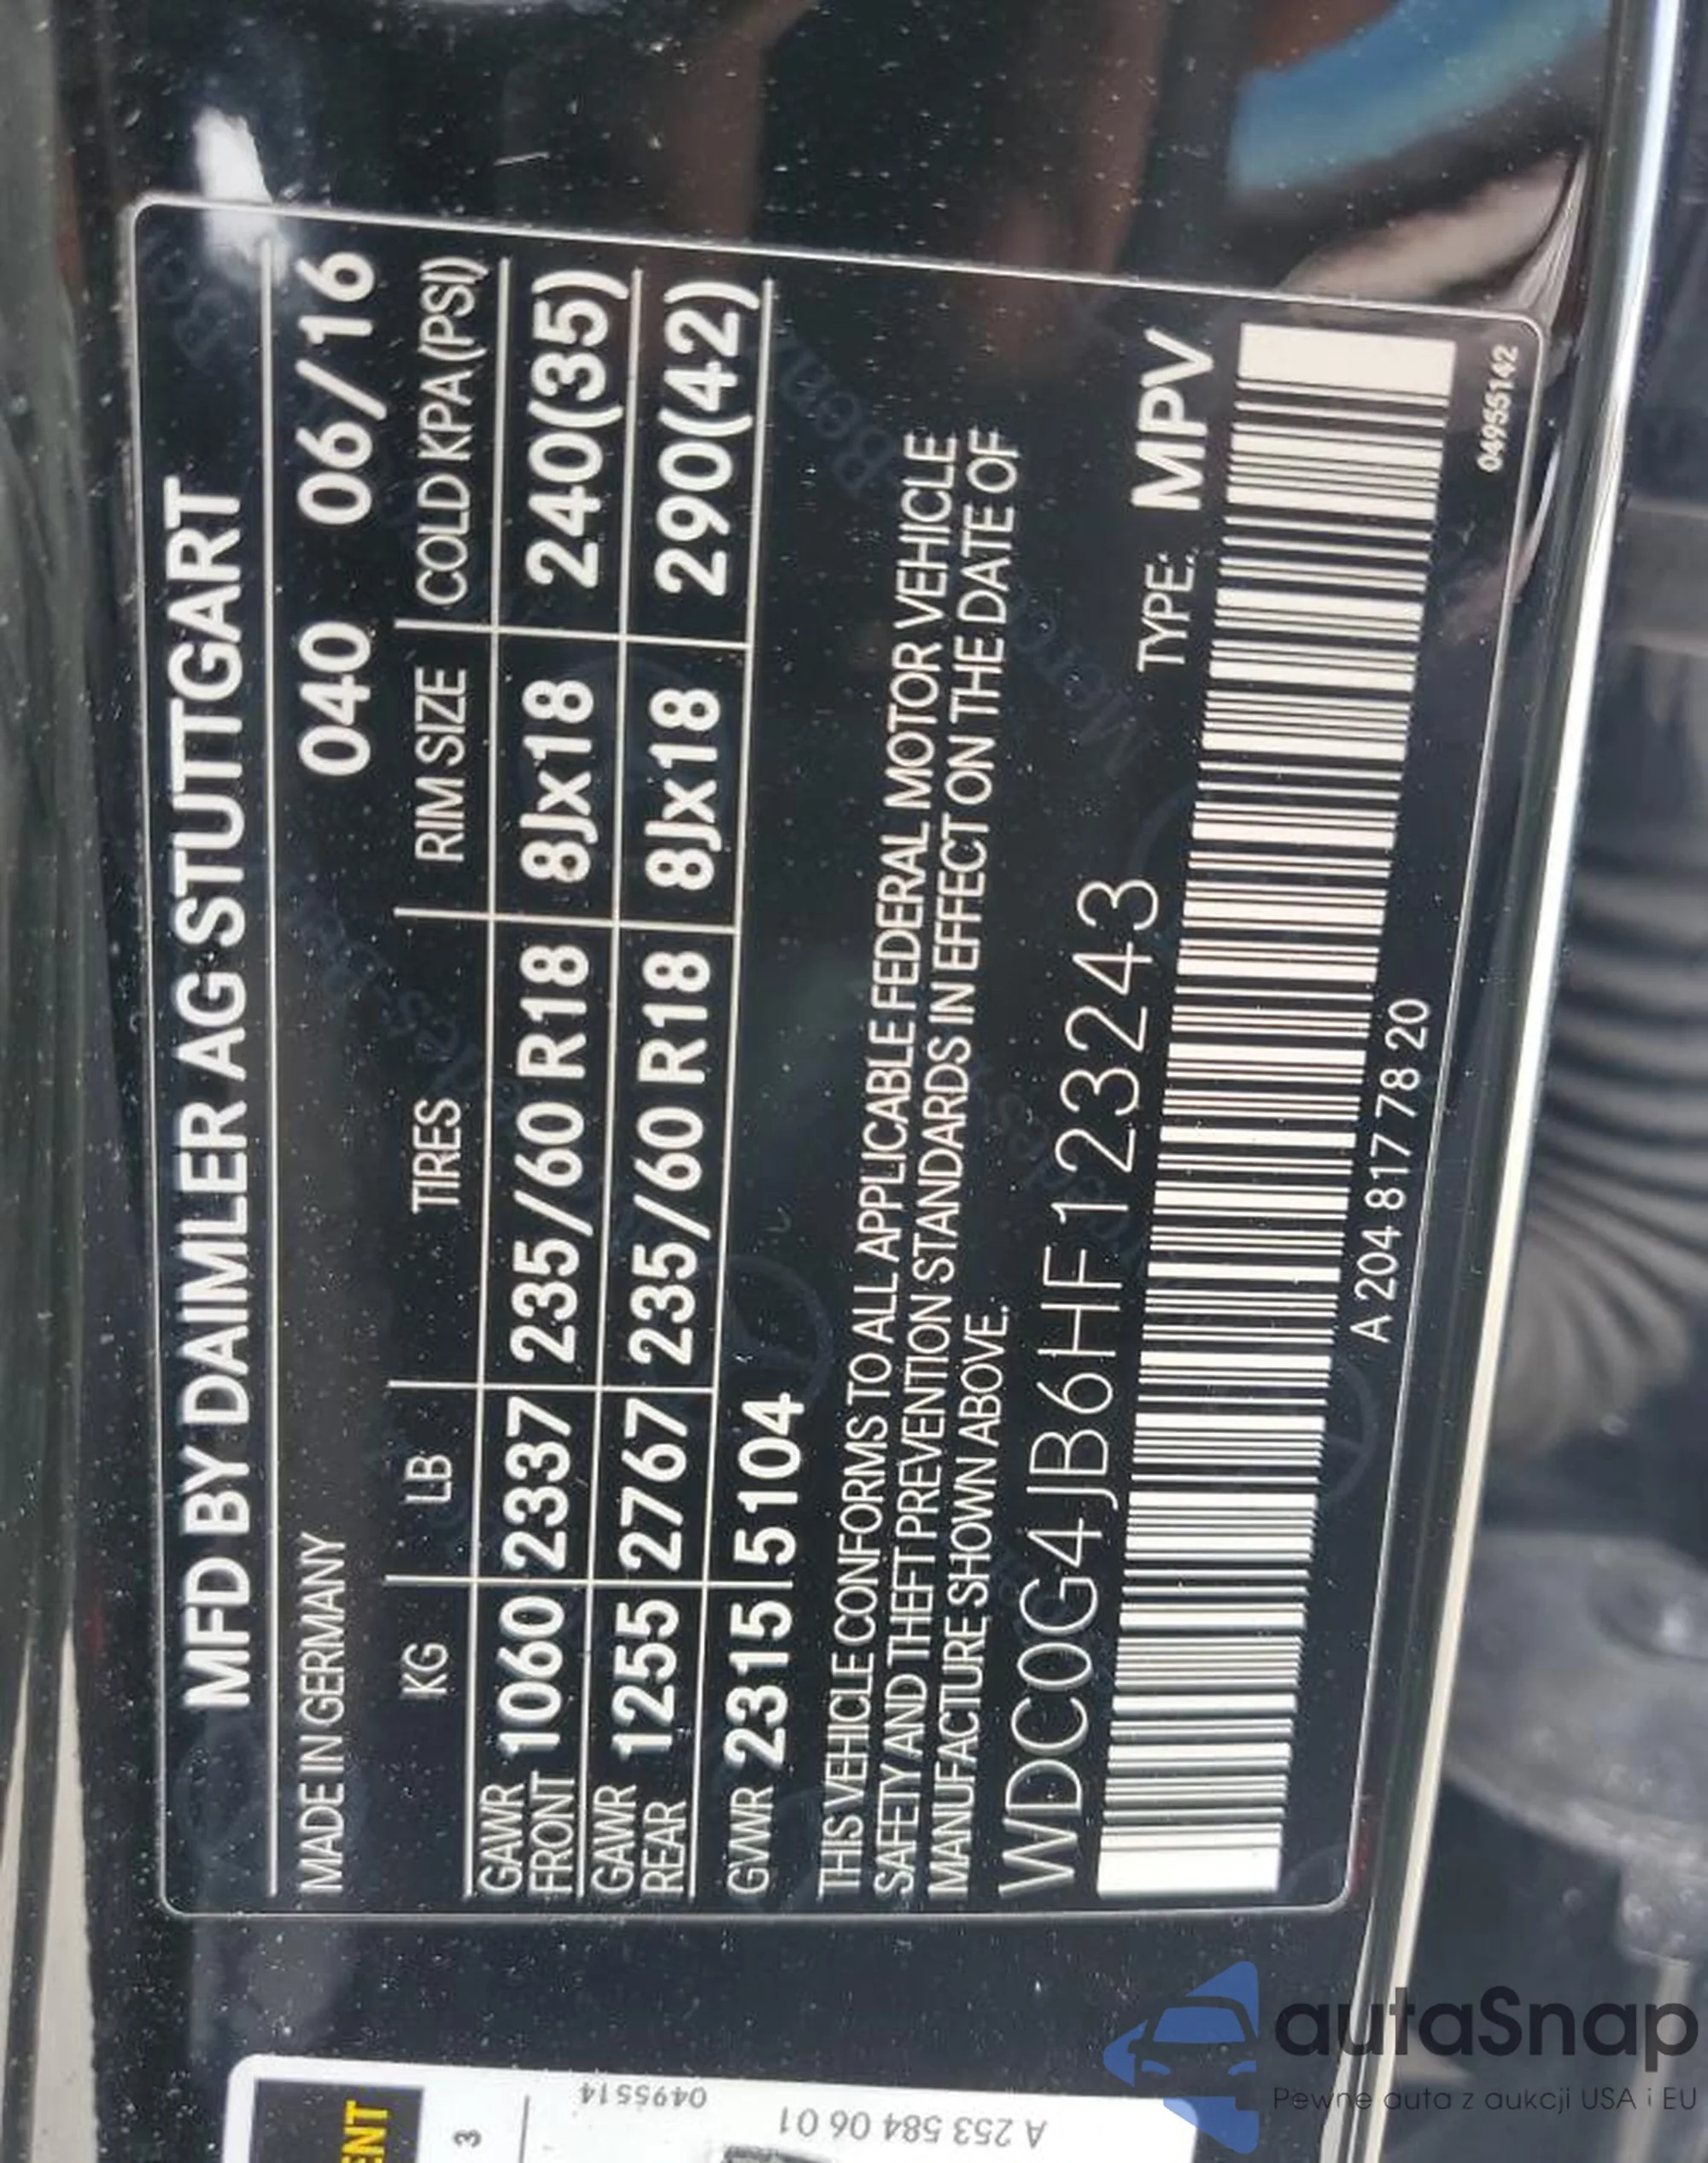 MFD BY DAIMLER AG STUTTGART
MADE IN GERMANY 040 06/16
KG LB TIRES RIM SIZE COLD KPA (PSI)
GAWR FRONT 1060 2337 235/60 R18 8Jx18 240(35)
GAWR REAR 1255 2767 235/60 R18 8Jx18 290(42)
GVWR 2315 5104
THIS VEHICLE CONFORMS TO ALL APPLICABLE FEDERAL MOTOR VEHICLE
SAFETY AND THEFT PREVENTION STANDARDS IN EFFECT ON THE DATE OF
MANUFACTURE SHOWN ABOVE.
WDC0G4JB6HF123243 TYPE: MPV
A 204 817 78 20
04955142
3
0495514
A 253 584 06 01
autaSnap
Pewne auta z aukcji USA i EU